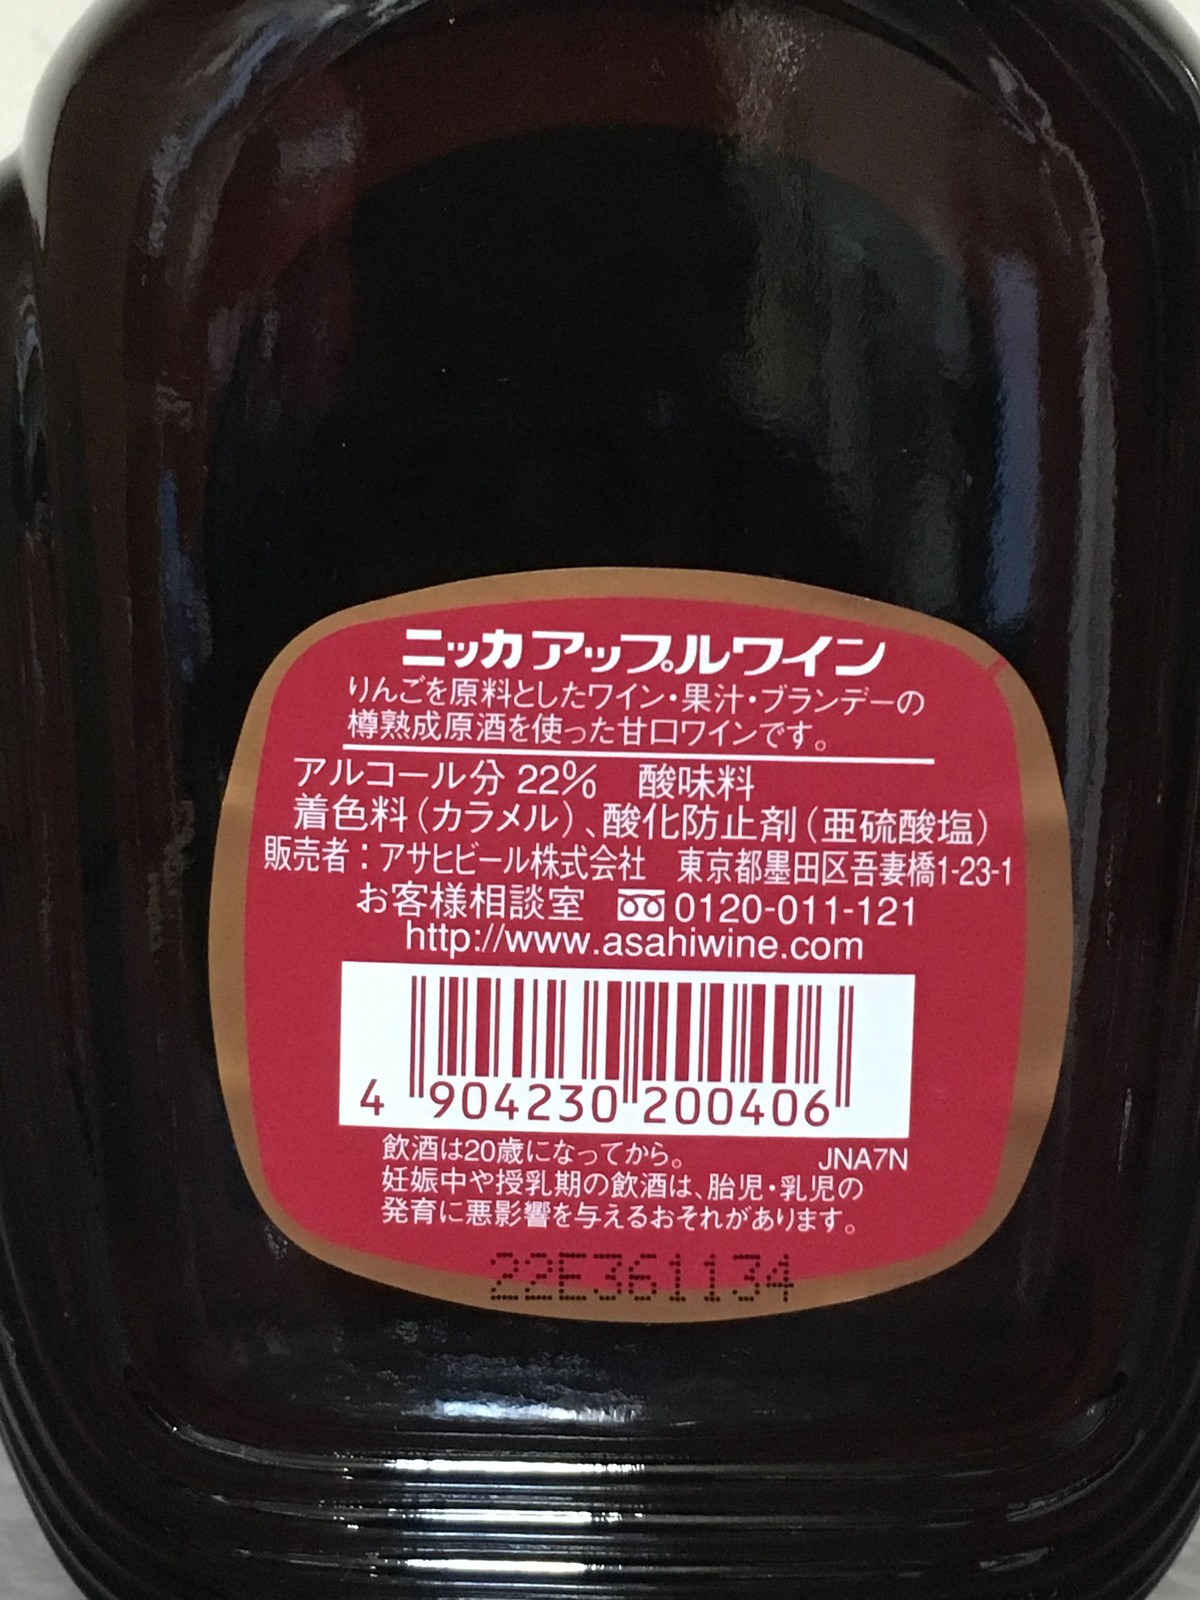 ニッカ アップルワイン
りんごを原料としたワイン・果汁・ブランデーの
樽熟成原酒を使った甘口ワインです。
アルコール分 22% 酸味料
着色料(カラメル)、酸化防止剤(亜硫酸塩)
販売者:アサヒビール株式会社 東京都墨田区吾妻橋1-23-1
お客様相談室 0120-011-121
http://www.asahiwine.com
4 904230 200406
飲酒は20歳になってから。 JNA7N
妊娠中や授乳期の飲酒は、胎児・乳児の
発育に悪影響を与えるおそれがあります。
22E361134